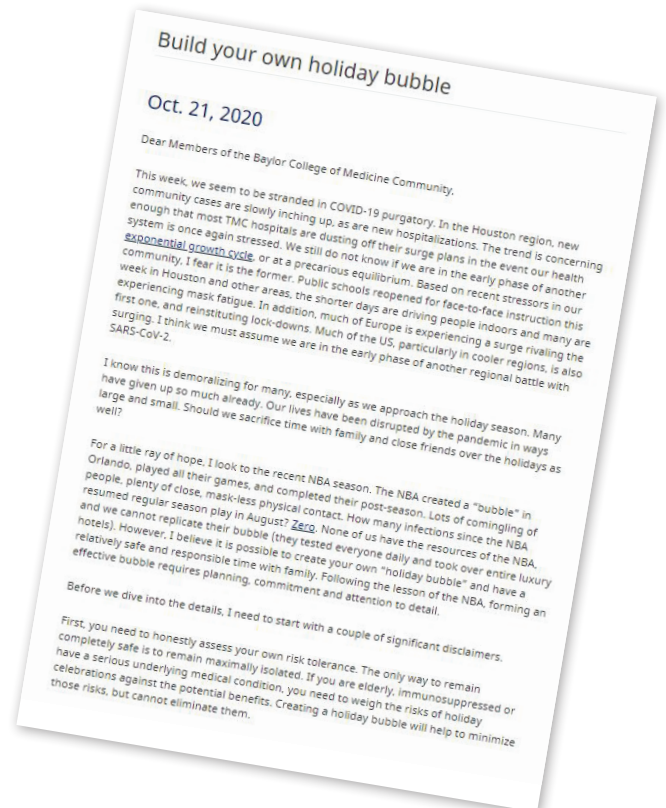 Build your own holiday bubble
Oct. 21, 2020
Dear Members of the Baylor College of Medicine Community,
This week, we seem to be stranded in COVID-19 purgatory. In the Houston region, new
community cases are slowly inching up, as are new hospitalizations. The trend is concerning
enough that most TMC hospitals are dusting off their surge plans in the event our health
system is once again stressed. We still do not know if we are in the early phase of another
exponential growth cycle, or at a precarious equilibrium. Based on recent stressors in our
community, I fear it is the former. Public schools reopened for face-to-face instruction this
week in Houston and other areas, the shorter days are driving people indoors and many are
experiencing mask fatigue. In addition, much of Europe is experiencing a surge rivaling the
first one, and reinstituting lock-downs. Much of the US, particularly in cooler regions, is also
surging. I think we must assume we are in the early phase of another regional battle with
SARS-CoV-2.
I know this is demoralizing for many, especially as we approach the holiday season. Many
have given up so much already. Our lives have been disrupted by the pandemic in ways
large and small. Should we sacrifice time with family and close friends over the holidays as
well?
For a little ray of hope, I look to the recent NBA season. The NBA created a "bubble" in
Orlando, played all their games, and completed their post-season. Lots of comingling of
people, plenty of close, mask-less physical contact. How many infections since the NBA
resumed regular season play in August? Zero. None of us have the resources of the NBA,
and we cannot replicate their bubble (they tested everyone daily and took over entire luxury
hotels). However, I believe it is possible to create your own "holiday bubble" and have a
relatively safe and responsible time with family. Following the lesson of the NBA, forming an
effective bubble requires planning, commitment and attention to detail.
Before we dive into the details, I need to start with a couple of significant disclaimers.
First, you need to honestly assess your own risk tolerance. The only way to remain
completely safe is to remain maximally isolated. If you are elderly, immunosuppressed or
have a serious underlying medical condition, you need to weigh the risks of holiday
celebrations against the potential benefits. Creating a holiday bubble will help to minimize
those risks, but cannot eliminate them.